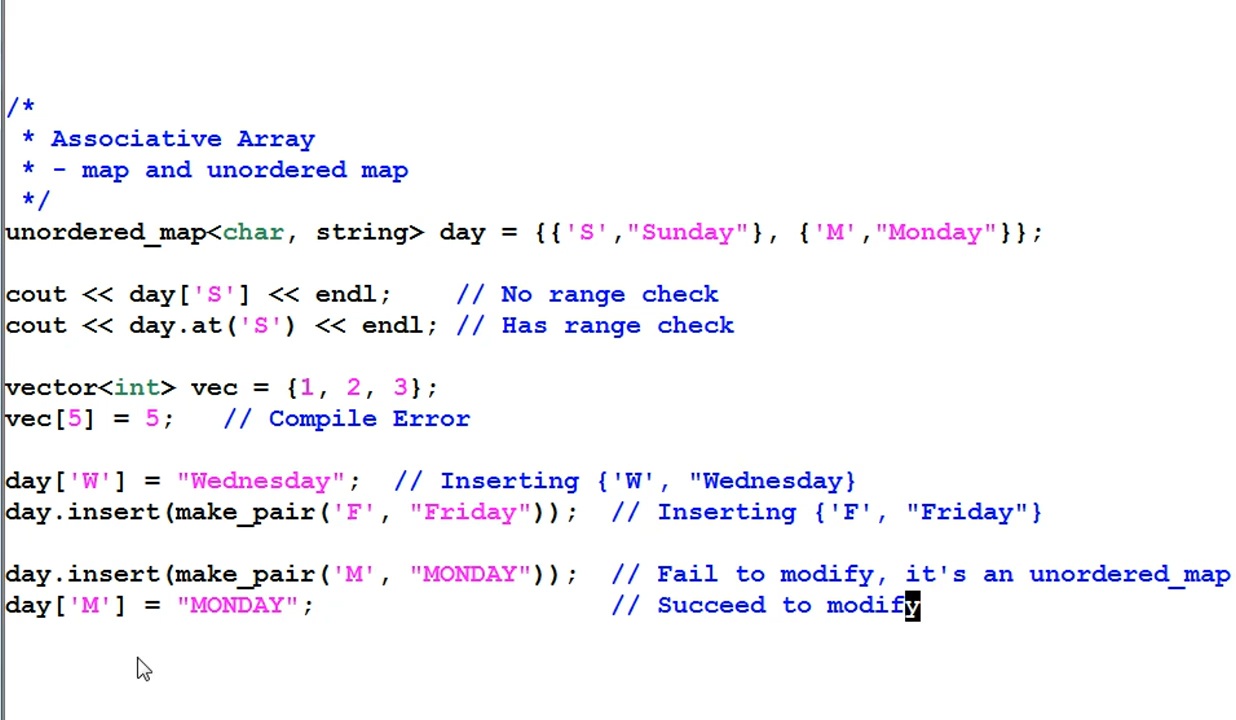 /*
 * Associative Array
 * - map and unordered map
 */
unordered_map<char, string> day = {{'S',"Sunday"}, {'M',"Monday"}};
cout << day['S'] << endl;    // No range check
cout << day.at('S') << endl; // Has range check
vector<int> vec = {1, 2, 3};
vec[5] = 5;   // Compile Error
day['W'] = "Wednesday";  // Inserting {'W', "Wednesday}
day.insert(make_pair('F', "Friday"));  // Inserting {'F', "Friday"}
day.insert(make_pair('M', "MONDAY"));  // Fail to modify, it's an unordered_map
day['M'] = "MONDAY";                   // Succeed to modify